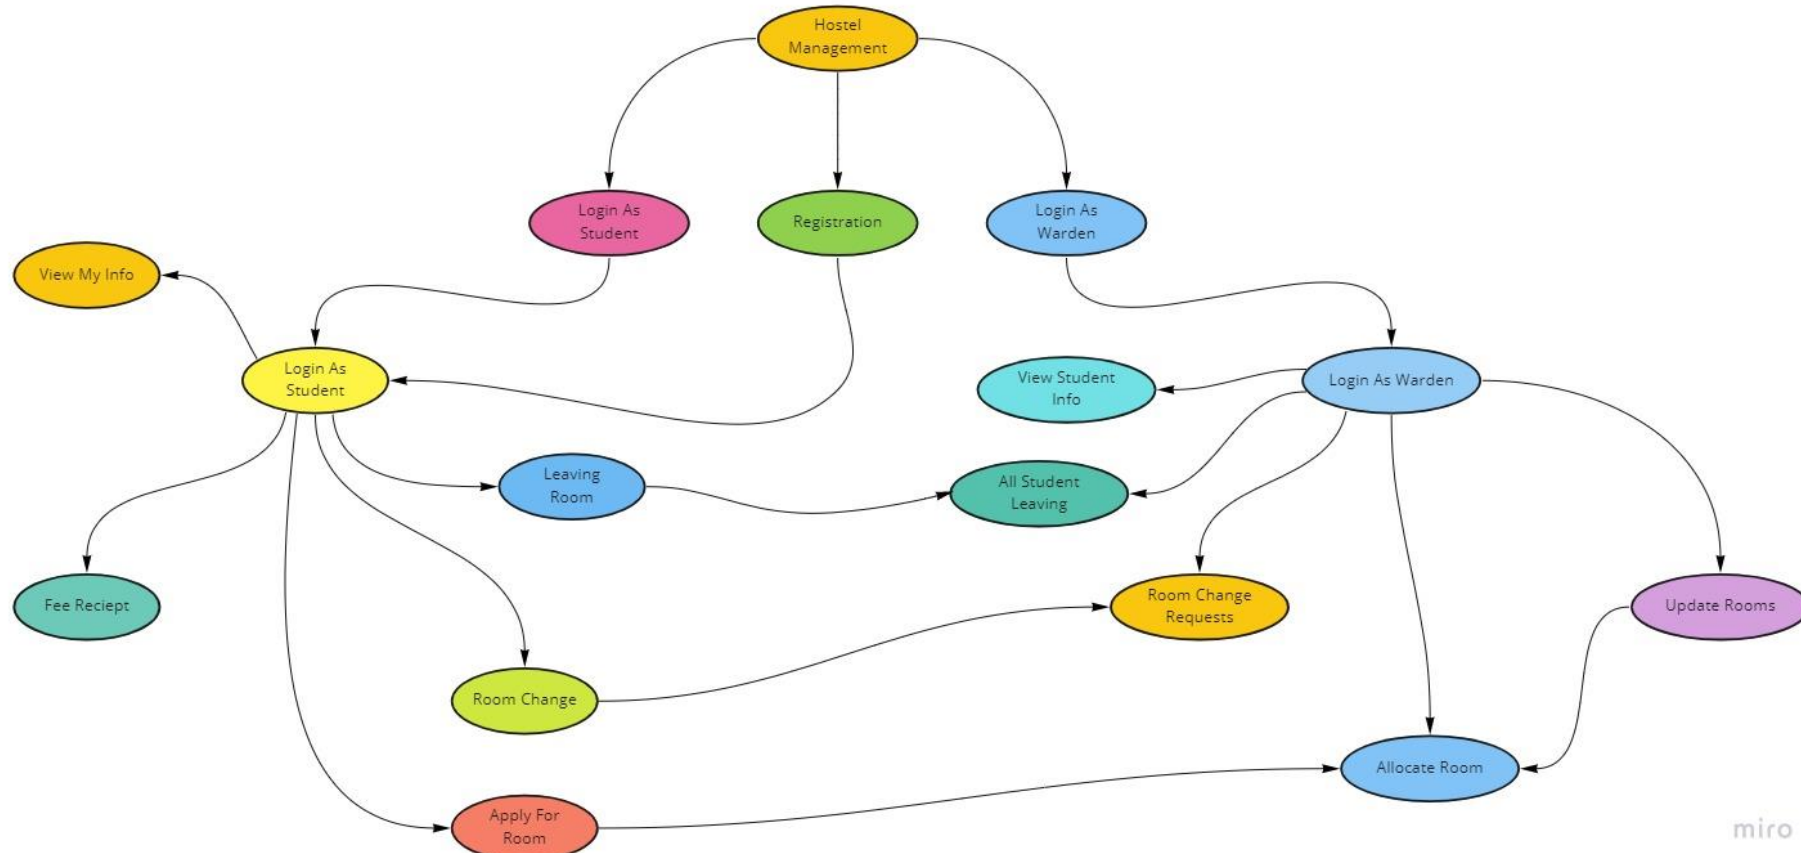 Hostel
Management
Login As
Student
Registration
Login As
Warden
View My Info
Login As
Student
View Student
Info
Login As Warden
Leaving
Room
All Student
Leaving
Fee Reciept
Room Change
Requests
Update Rooms
Room Change
Allocate Room
Apply For
Room
miro